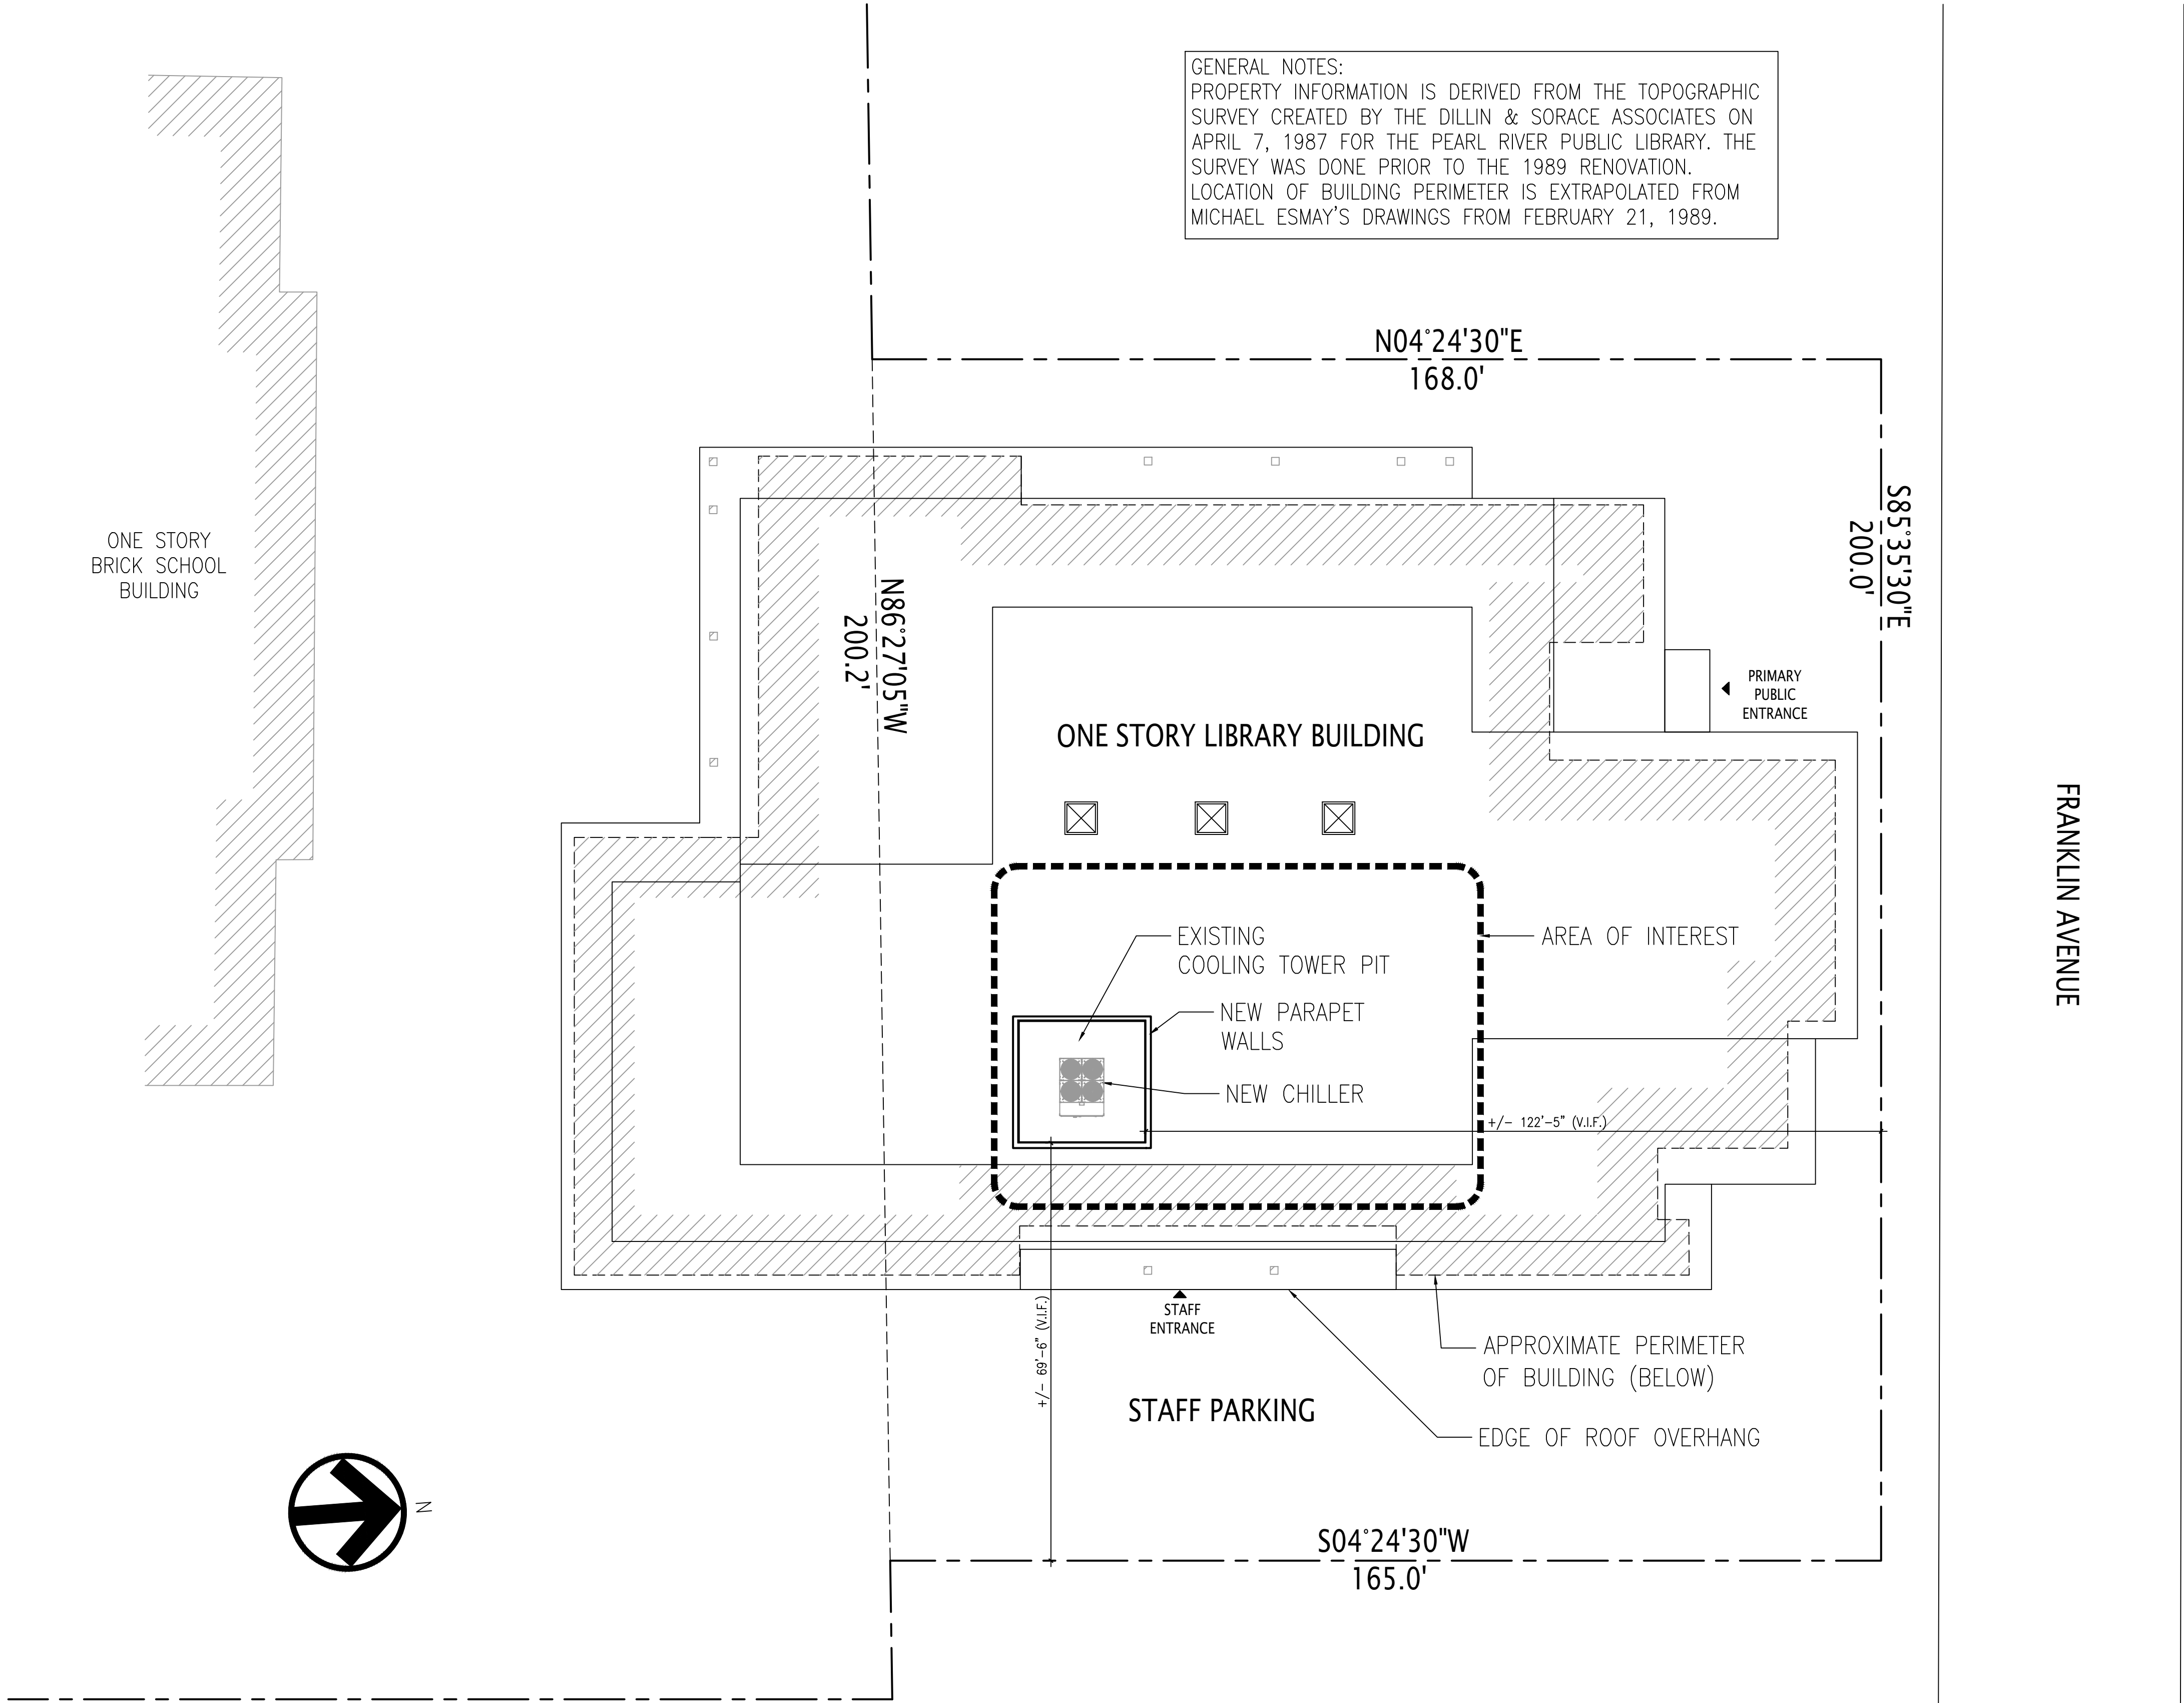 GENERAL NOTES:
PROPERTY INFORMATION IS DERIVED FROM THE TOPOGRAPHIC
SURVEY CREATED BY THE DILLIN & SORACE ASSOCIATES ON
APRIL 7, 1987 FOR THE PEARL RIVER PUBLIC LIBRARY. THE
SURVEY WAS DONE PRIOR TO THE 1989 RENOVATION.
LOCATION OF BUILDING PERIMETER IS EXTRAPOLATED FROM
MICHAEL ESMAY'S DRAWINGS FROM FEBRUARY 21, 1989.
N04°24'30"E
168.0'
S85°35'30"E
200.0'
ONE STORY
BRICK SCHOOL
BUILDING
N86°27'05"W
200.2'
PRIMARY
PUBLIC
ENTRANCE
ONE STORY LIBRARY BUILDING
FRANKLIN AVENUE
EXISTING
COOLING TOWER PIT
AREA OF INTEREST
NEW PARAPET
WALLS
NEW CHILLER
+/- 122'-5" (V.I.F.)
+/- 69'-6" (V.I.F.)
STAFF
ENTRANCE
APPROXIMATE PERIMETER
OF BUILDING (BELOW)
STAFF PARKING
EDGE OF ROOF OVERHANG
N
S04°24'30"W
165.0'